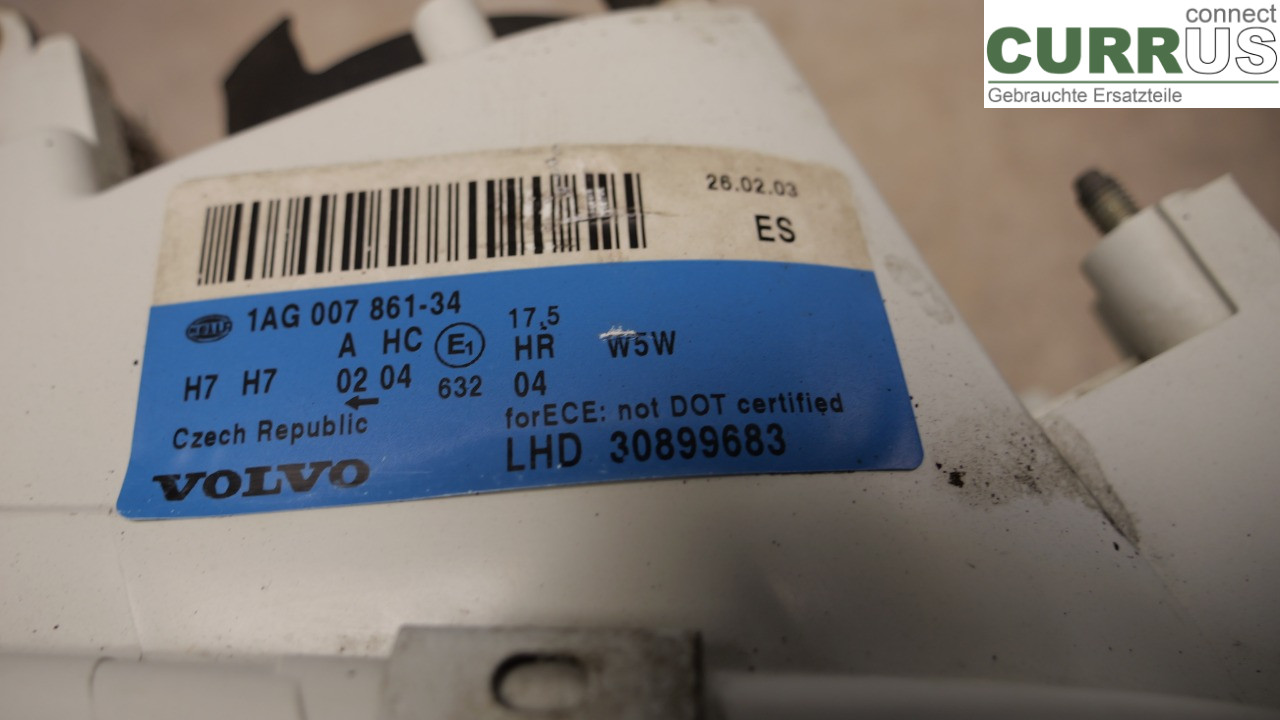 connect
CURRUS
Gebrauchte Ersatzteile
26.02.03
ES
HELLA 1AG 007 861-34
17,5
A HC E1 HR W5W
H7 H7 02 04 632 04
Czech Republic
forECE: not DOT certified
VOLVO
LHD 30899683